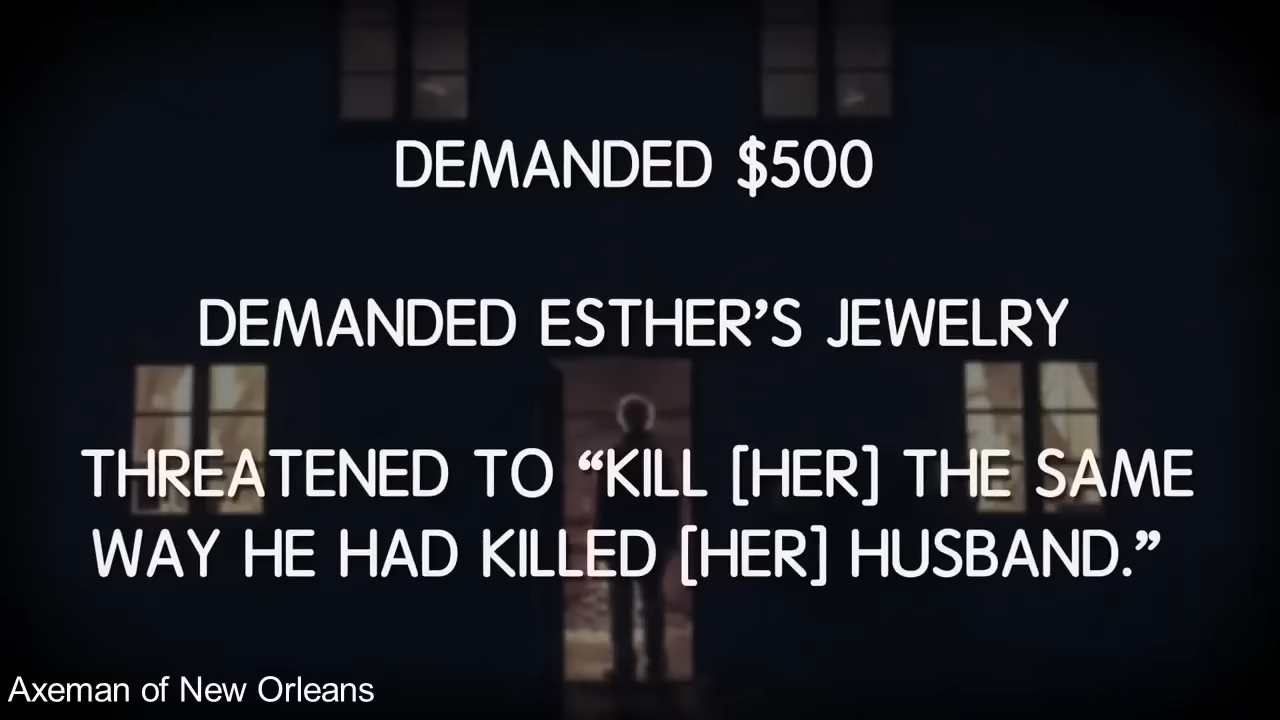 DEMANDED $500
DEMANDED ESTHER’S JEWELRY
THREATENED TO “KILL [HER] THE SAME
WAY HE HAD KILLED [HER] HUSBAND.”
Axeman of New Orleans